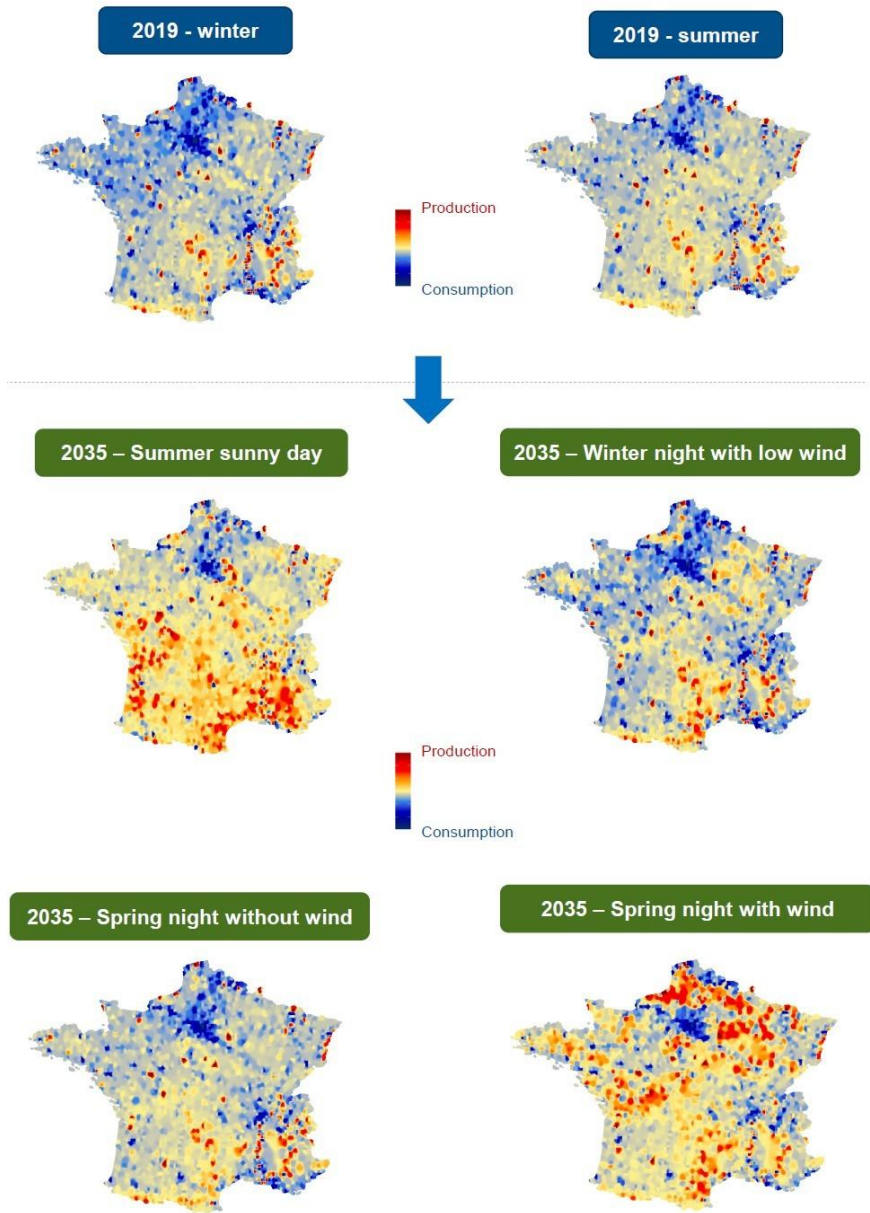 2019 - winter
2019 - summer
Production
Consumption
2035 – Summer sunny day
2035 – Winter night with low wind
Production
Consumption
2035 – Spring night without wind
2035 – Spring night with wind